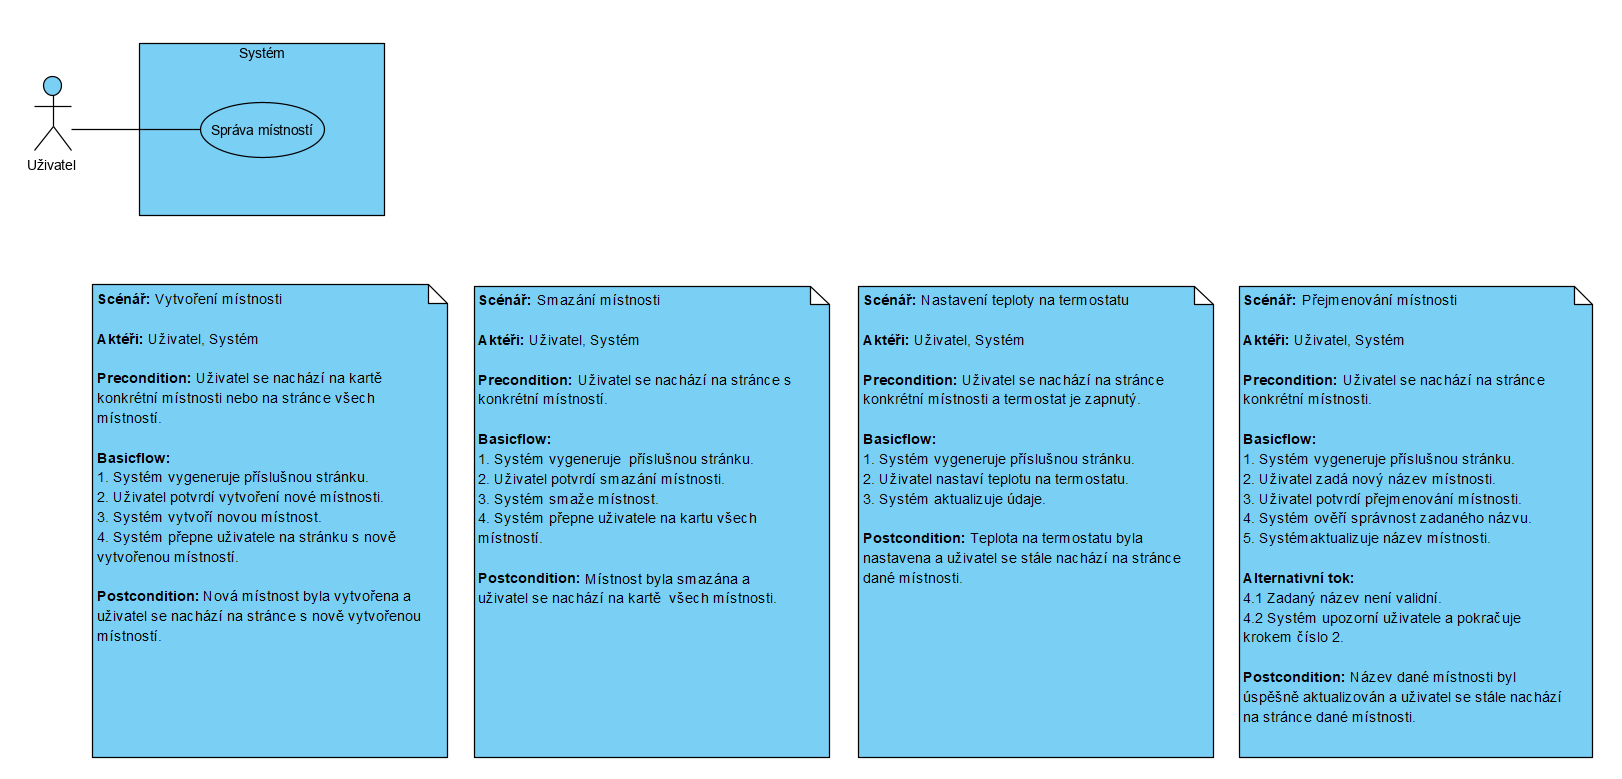 Systém
Správa místností
Uživatel
Scénář: Vytvoření místnosti
Aktéři: Uživatel, Systém
Precondition: Uživatel se nachází na kartě
konkrétní místnosti nebo na stránce všech
místností.
Basicflow:
1. Systém vygeneruje příslušnou stránku.
2. Uživatel potvrdí vytvoření nové místnosti.
3. Systém vytvoří novou místnost.
4. Systém přepne uživatele na stránku s nově
vytvořenou místností.
Postcondition: Nová místnost byla vytvořena a
uživatel se nachází na stránce s nově vytvořenou
místností.
Scénář: Smazání místnosti
Aktéři: Uživatel, Systém
Precondition: Uživatel se nachází na stránce s
konkrétní místností.
Basicflow:
1. Systém vygeneruje příslušnou stránku.
2. Uživatel potvrdí smazání místnosti.
3. Systém smaže místnost.
4. Systém přepne uživatele na kartu všech
místností.
Postcondition: Místnost byla smazána a
uživatel se nachází na kartě všech místnosti.
Scénář: Nastavení teploty na termostatu
Aktéři: Uživatel, Systém
Precondition: Uživatel se nachází na stránce
konkrétní místnosti a termostat je zapnutý.
Basicflow:
1. Systém vygeneruje příslušnou stránku.
2. Uživatel nastaví teplotu na termostatu.
3. Systém aktualizuje údaje.
Postcondition: Teplota na termostatu byla
nastavena a uživatel se stále nachází na stránce
dané místnosti.
Scénář: Přejmenování místnosti
Aktéři: Uživatel, Systém
Precondition: Uživatel se nachází na stránce
konkrétní místnosti.
Basicflow:
1. Systém vygeneruje příslušnou stránku.
2. Uživatel zadá nový název místnosti.
3. Uživatel potvrdí přejmenování místnosti.
4. Systém ověří správnost zadaného názvu.
5. Systémaktualizuje název místnosti.
Alternativní tok:
4.1 Zadaný název není validní.
4.2 Systém upozorní uživatele a pokračuje
krokem číslo 2.
Postcondition: Název dané místnosti byl
úspěšně aktualizován a uživatel se stále nachází
na stránce dané místnosti.